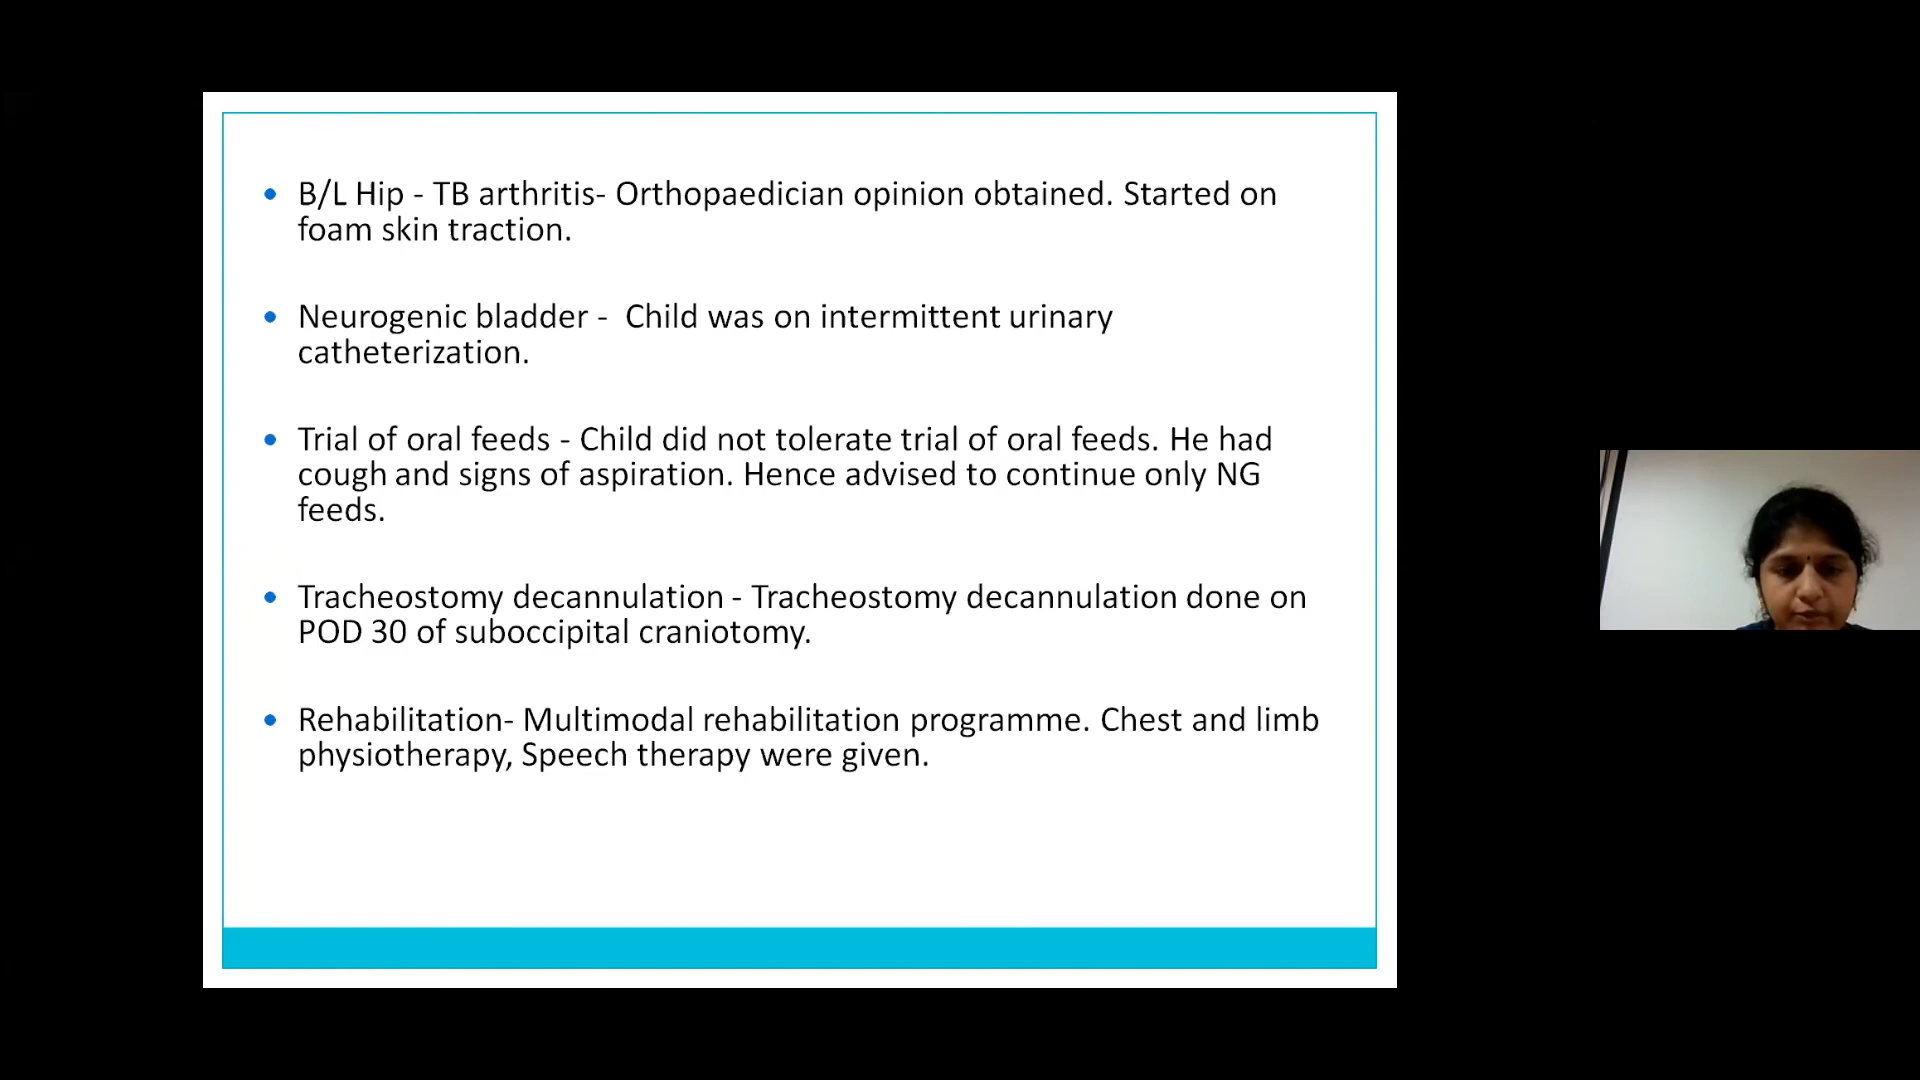 B/L Hip - TB arthritis- Orthopaedician opinion obtained. Started on
foam skin traction.
Neurogenic bladder -  Child was on intermittent urinary
catheterization.
Trial of oral feeds - Child did not tolerate trial of oral feeds. He had
cough and signs of aspiration. Hence advised to continue only NG
feeds.
Tracheostomy decannulation - Tracheostomy decannulation done on
POD 30 of suboccipital craniotomy.
Rehabilitation- Multimodal rehabilitation programme. Chest and limb
physiotherapy, Speech therapy were given.